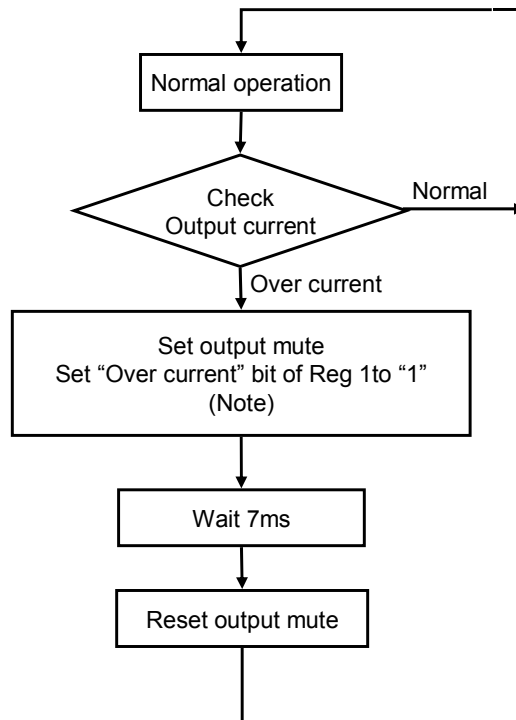 Normal operation
Check
Output current
Normal
Over current
Set output mute
Set “Over current” bit of Reg 1to “1”
(Note)
Wait 7ms
Reset output mute